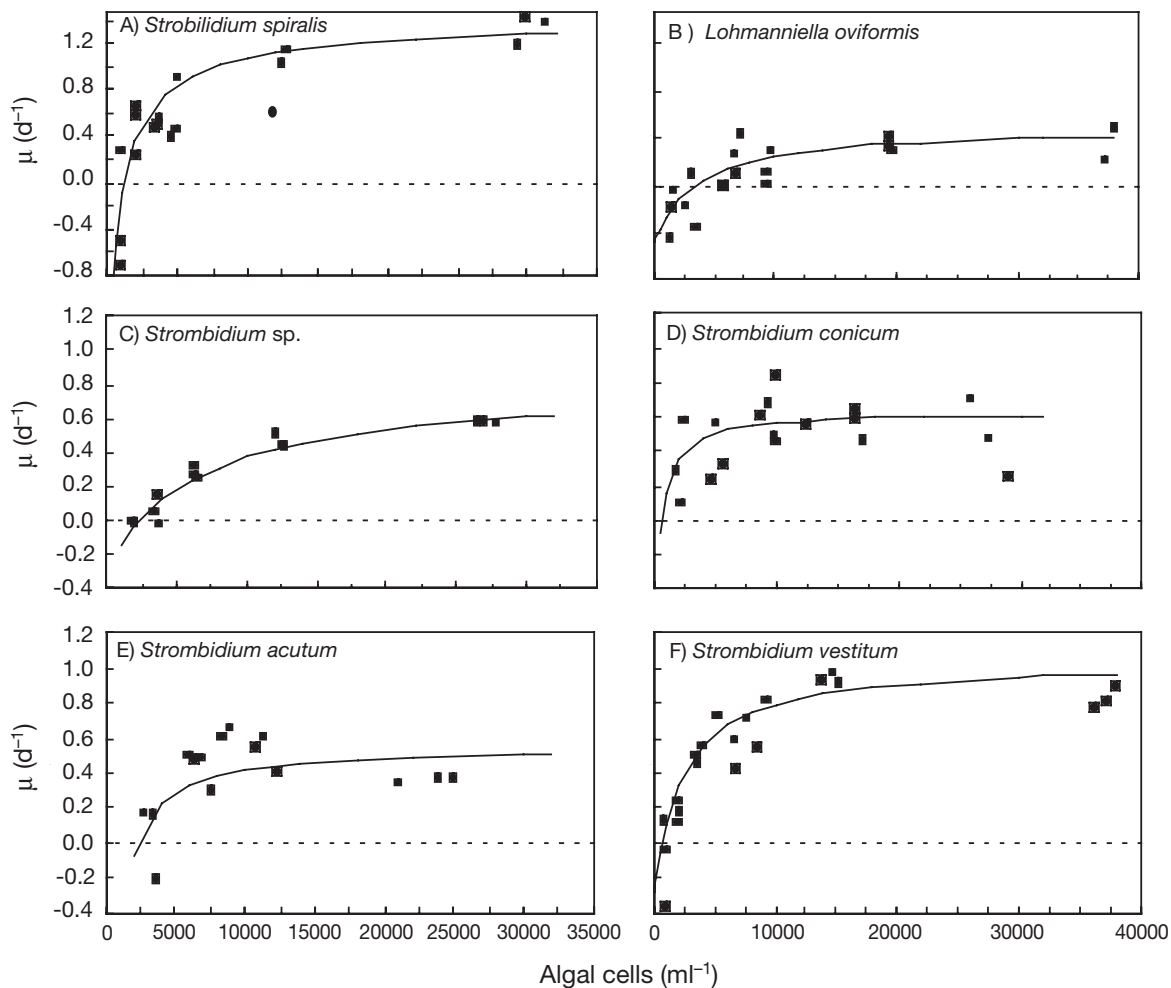 A) Strobilidium spiralis
B ) Lohmanniella oviformis
1.2
0.8
0.4
0.0
-0.4
-0.8
μ (d⁻¹)
C) Strombidium sp.
D) Strombidium conicum
1.2
1.0
0.8
0.6
0.4
0.2
0.0
-0.2
-0.4
μ (d⁻¹)
E) Strombidium acutum
F) Strombidium vestitum
1.2
1.0
0.8
0.6
0.4
0.2
0.0
-0.2
-0.4
μ (d⁻¹)
0 5000 10000 15000 20000 25000 30000 35000
0 10000 20000 30000 40000
Algal cells (ml⁻¹)